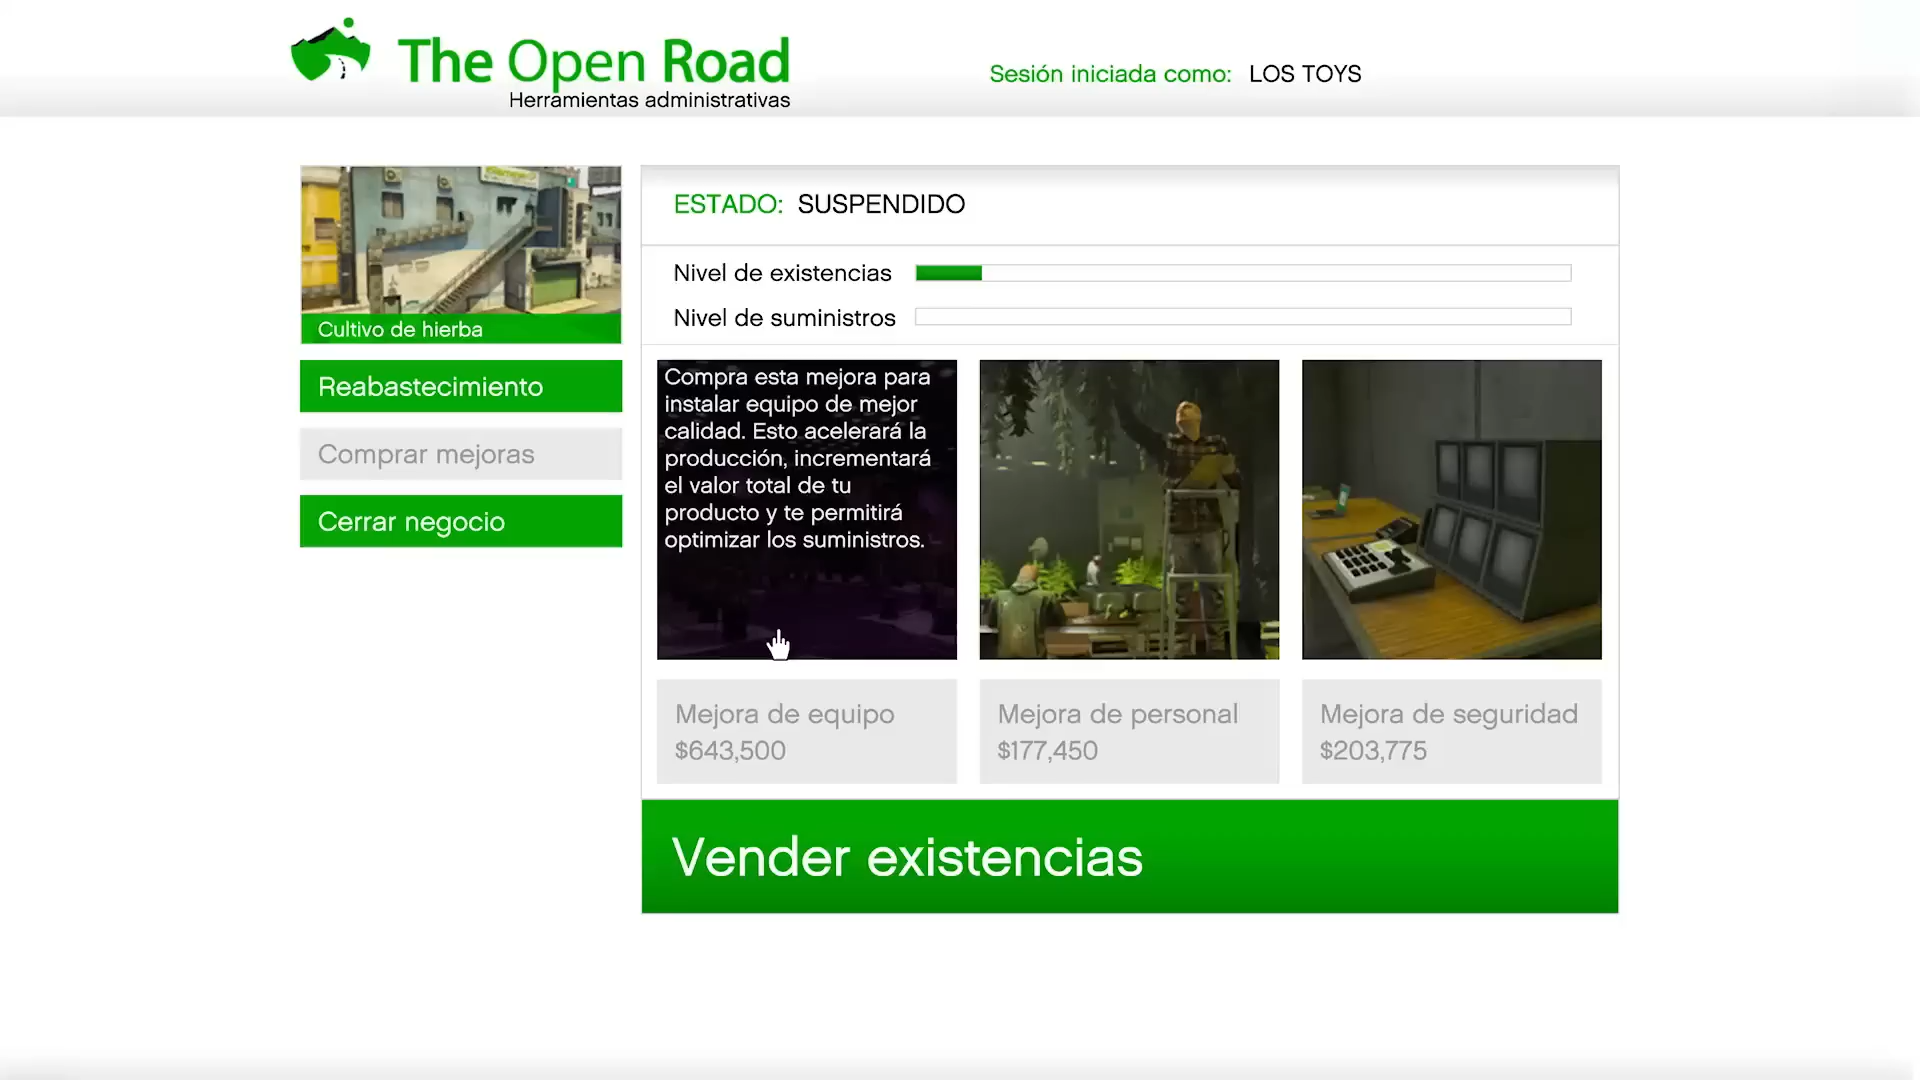 The Open Road
Herramientas administrativas
Sesión iniciada como: LOS TOYS
Cultivo de hierba
Reabastecimiento
Comprar mejoras
Cerrar negocio
ESTADO: SUSPENDIDO
Nivel de existencias
Nivel de suministros
Compra esta mejora para
instalar equipo de mejor
calidad. Esto acelerará la
producción, incrementará
el valor total de tu
producto y te permitirá
optimizar los suministros.
Mejora de equipo
$643,500
Mejora de personal
$177,450
Mejora de seguridad
$203,775
Vender existencias